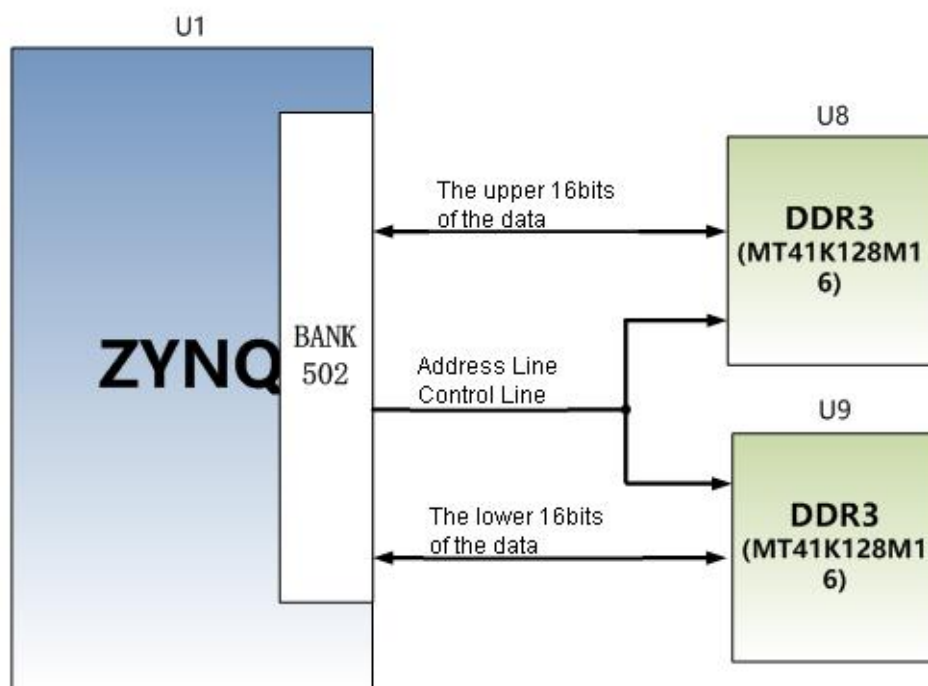 U1
U8
The upper 16bits
of the data
DDR3
(MT41K128M1
6)
ZYNQ
BANK
502
Address Line
Control Line
U9
The lower 16bits
of the data
DDR3
(MT41K128M1
6)